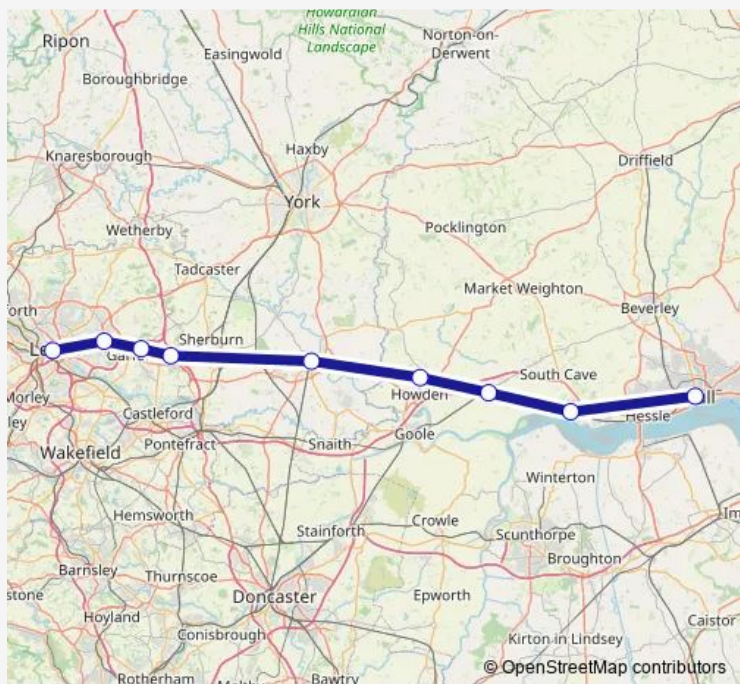 Howardian
Hills National
Landscape
Norton-on-
Derwent
Ripon
Easingwold
Boroughbridge
Haxby
Knaresborough
Driffield
York
Wetherby
Pocklington
Tadcaster
Market Weighton
Beverley
Sherburn
South Cave
Howden
Hessle
Morley
Castleford
Goole
Pontefract
Snaith
Wakefield
Winterton
Hemsworth
Crowle
Stainforth
Scunthorpe
Broughton
Barnsley
Thurnscoe
Doncaster
Epworth
Hoyland
Caistor
Conisbrough
Kirton in Lindsey
Rotherham
Bawtry
© OpenStreetMap contributors